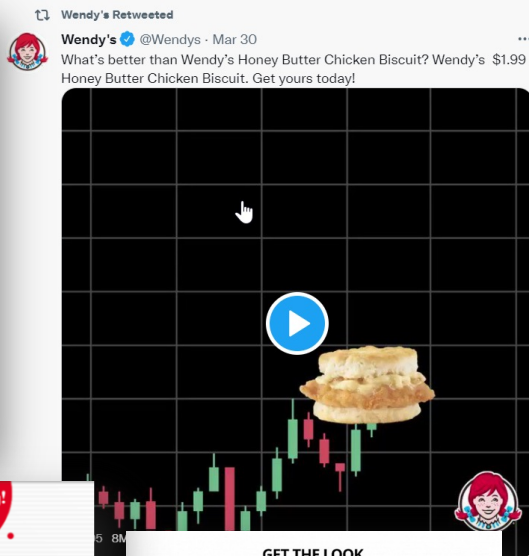 Wendy's Retweeted
Wendy's @Wendys · Mar 30
What's better than Wendy's Honey Butter Chicken Biscuit? Wendy's $1.99
Honey Butter Chicken Biscuit. Get yours today!
5 8M
GET THE LOOK